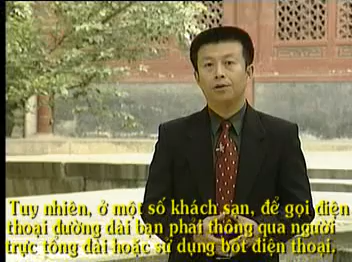 Tuy nhiên, ở một số khách sạn, để gọi điện
thoại đường dài bạn phải thông qua người
trực tổng đài hoặc sử dụng bốt điện thoại.